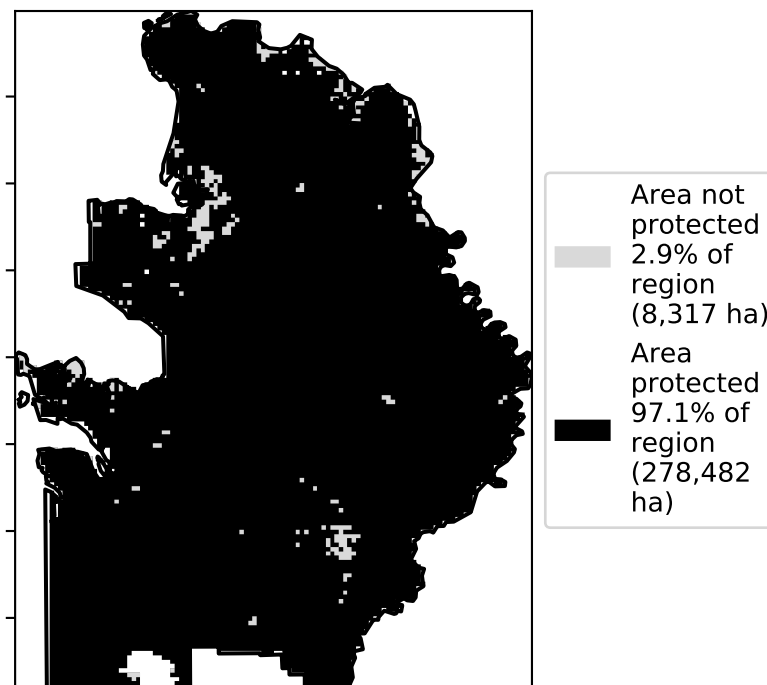 Area not
protected
2.9% of
region
(8,317 ha)
Area
protected
97.1% of
region
(278,482
ha)